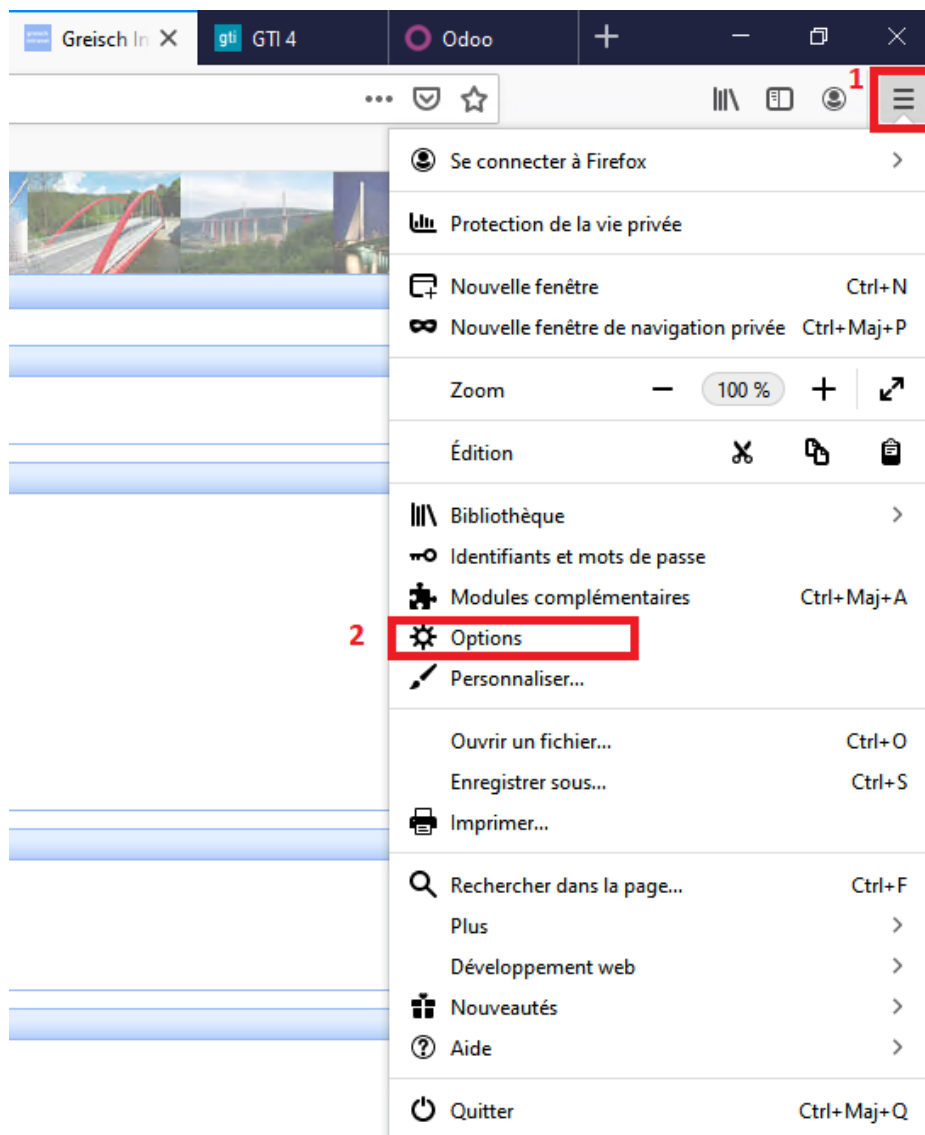 Greisch In
gti GTI 4
Odoo
1
Se connecter à Firefox
Protection de la vie privée
Nouvelle fenêtre Ctrl+N
Nouvelle fenêtre de navigation privée Ctrl+Maj+P
Zoom 100 %
Édition
Bibliothèque
Identifiants et mots de passe
Modules complémentaires Ctrl+Maj+A
2 Options
Personnaliser...
Ouvrir un fichier... Ctrl+O
Enregistrer sous... Ctrl+S
Imprimer...
Rechercher dans la page... Ctrl+F
Plus
Développement web
Nouveautés
Aide
Quitter Ctrl+Maj+Q